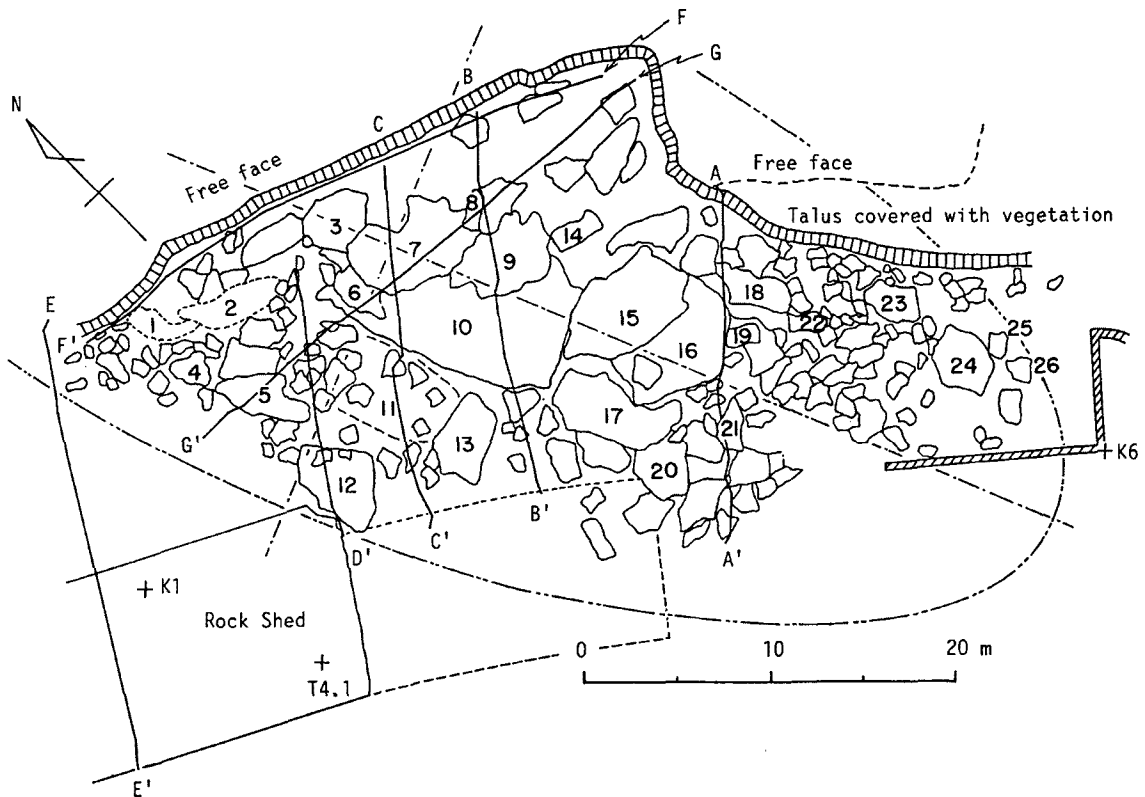 F
G
N
B
C
A
Free face
Free face
Talus covered with vegetation
3
8
7
14
9
D
E
2
6
18
23
1
10
15
22
25
F'
19
16
4
24
26
5
11
17
21
13
G'
20
K6
12
B'
C'
D'
A'
K1
Rock Shed
0 10 20 m
T4.1
E'